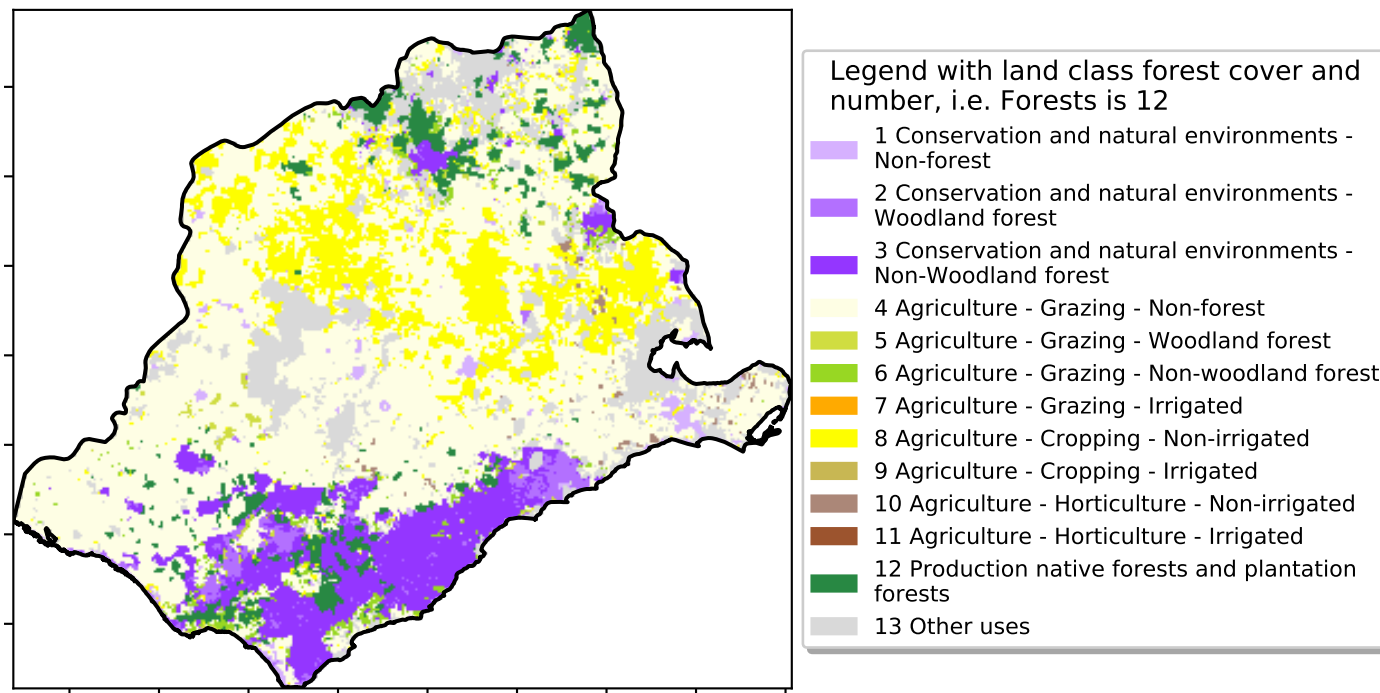 Legend with land class forest cover and
number, i.e. Forests is 12
1 Conservation and natural environments -
Non-forest
2 Conservation and natural environments -
Woodland forest
3 Conservation and natural environments -
Non-Woodland forest
4 Agriculture - Grazing - Non-forest
5 Agriculture - Grazing - Woodland forest
6 Agriculture - Grazing - Non-woodland forest
7 Agriculture - Grazing - Irrigated
8 Agriculture - Cropping - Non-irrigated
9 Agriculture - Cropping - Irrigated
10 Agriculture - Horticulture - Non-irrigated
11 Agriculture - Horticulture - Irrigated
12 Production native forests and plantation
forests
13 Other uses